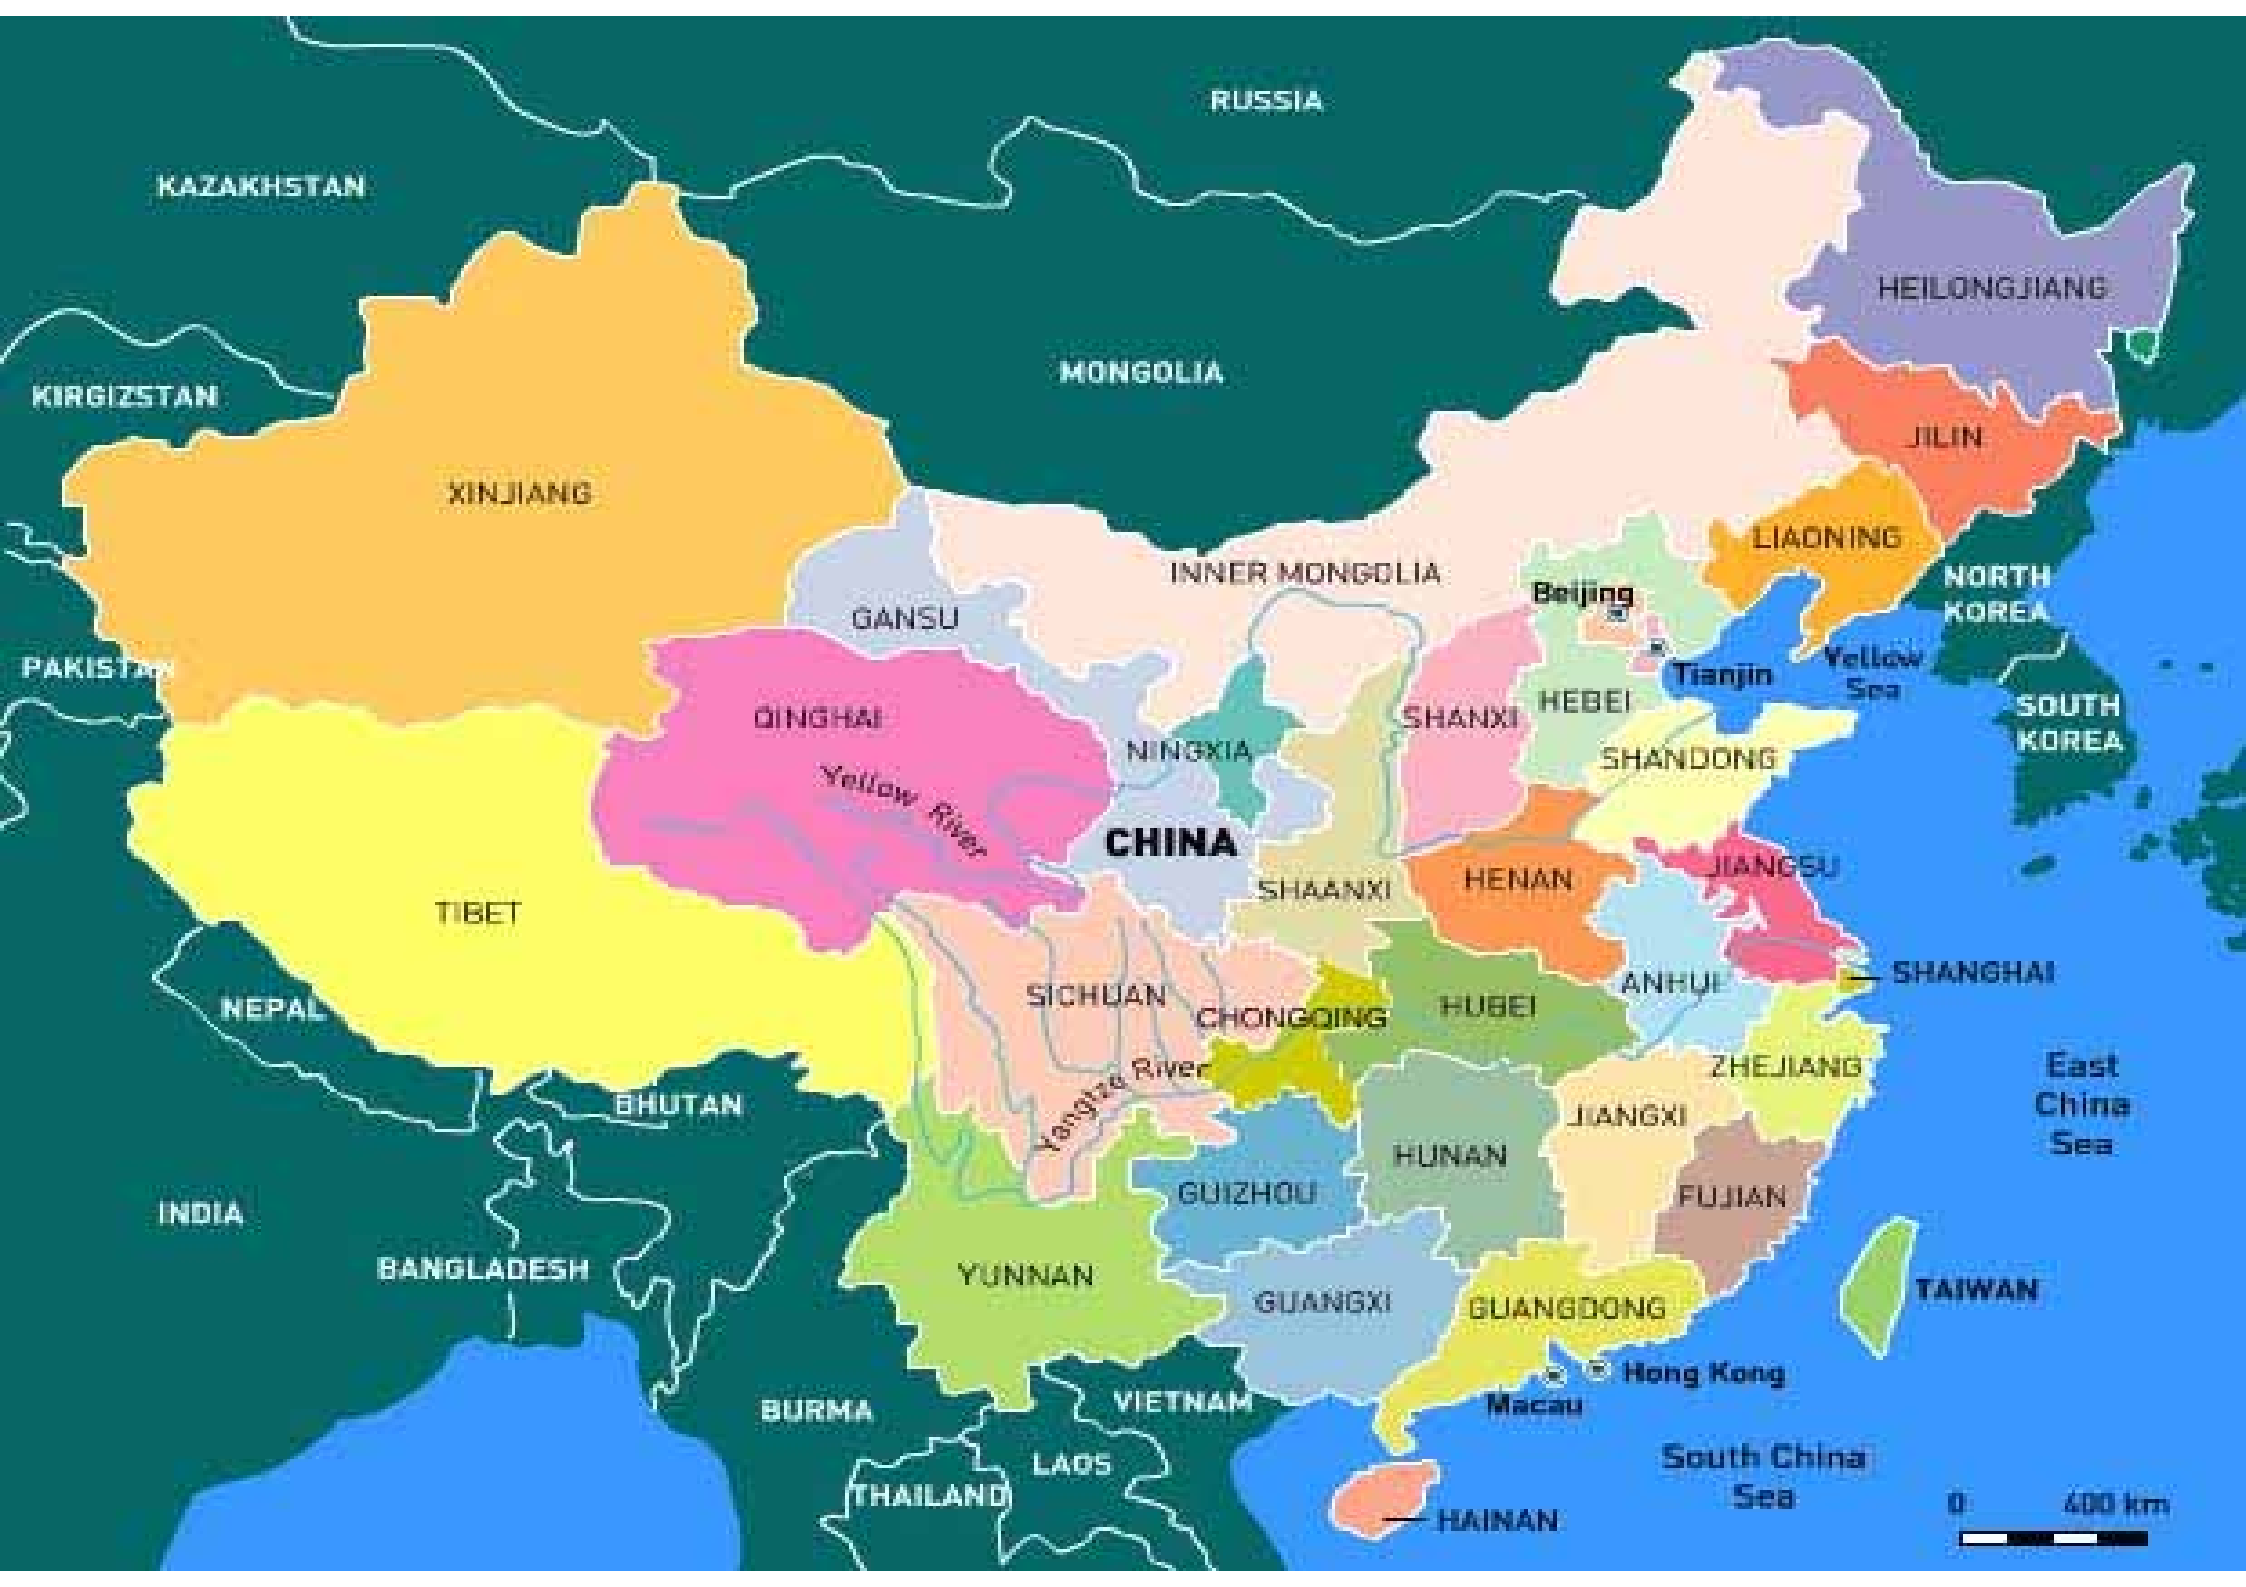 RUSSIA
KAZAKHSTAN
HEILONGJIANG
MONGOLIA
KIRGIZSTAN
JILIN
XINJIANG
LIAONING
INNER MONGOLIA
NORTH
KOREA
Beijing
GANSU
PAKISTAN
Tianjin
Yellow
Sea
HEBEI
SOUTH
KOREA
QINGHAI
SHANXI
NINGXIA
SHANDONG
Yellow River
CHINA
JIANGSU
HENAN
SHAANXI
TIBET
SHANGHAI
ANHUI
SICHUAN
NEPAL
HUBEI
CHONGQING
ZHEJIANG
East
China
Sea
Yangtze River
BHUTAN
JIANGXI
HUNAN
GUIZHOU
FUJIAN
INDIA
BANGLADESH
YUNNAN
GUANGXI
GUANGDONG
TAIWAN
Hong Kong
Macau
BURMA
VIETNAM
LAOS
South China
Sea
THAILAND
HAINAN
0 400 km